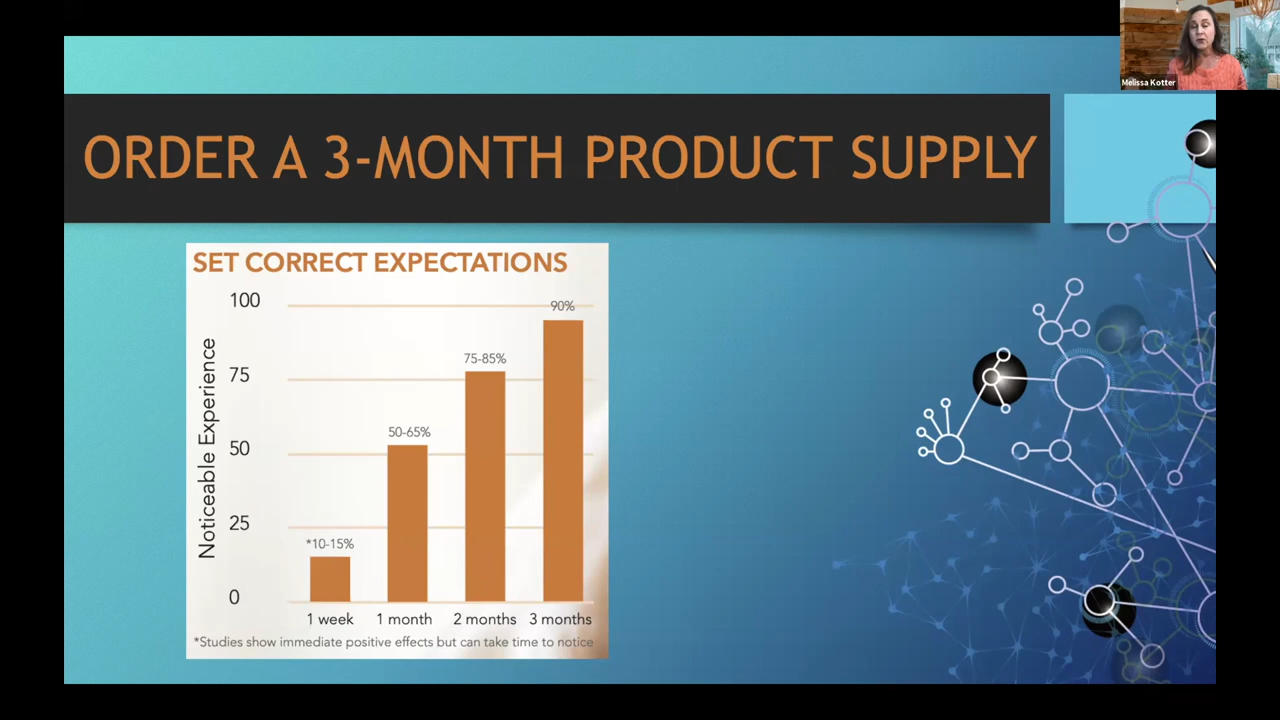 Melissa Kotter
ORDER A 3-MONTH PRODUCT SUPPLY
SET CORRECT EXPECTATIONS
Noticeable Experience
100
75
50
25
0
*10-15%
50-65%
75-85%
90%
1 week
1 month
2 months
3 months
*Studies show immediate positive effects but can take time to notice